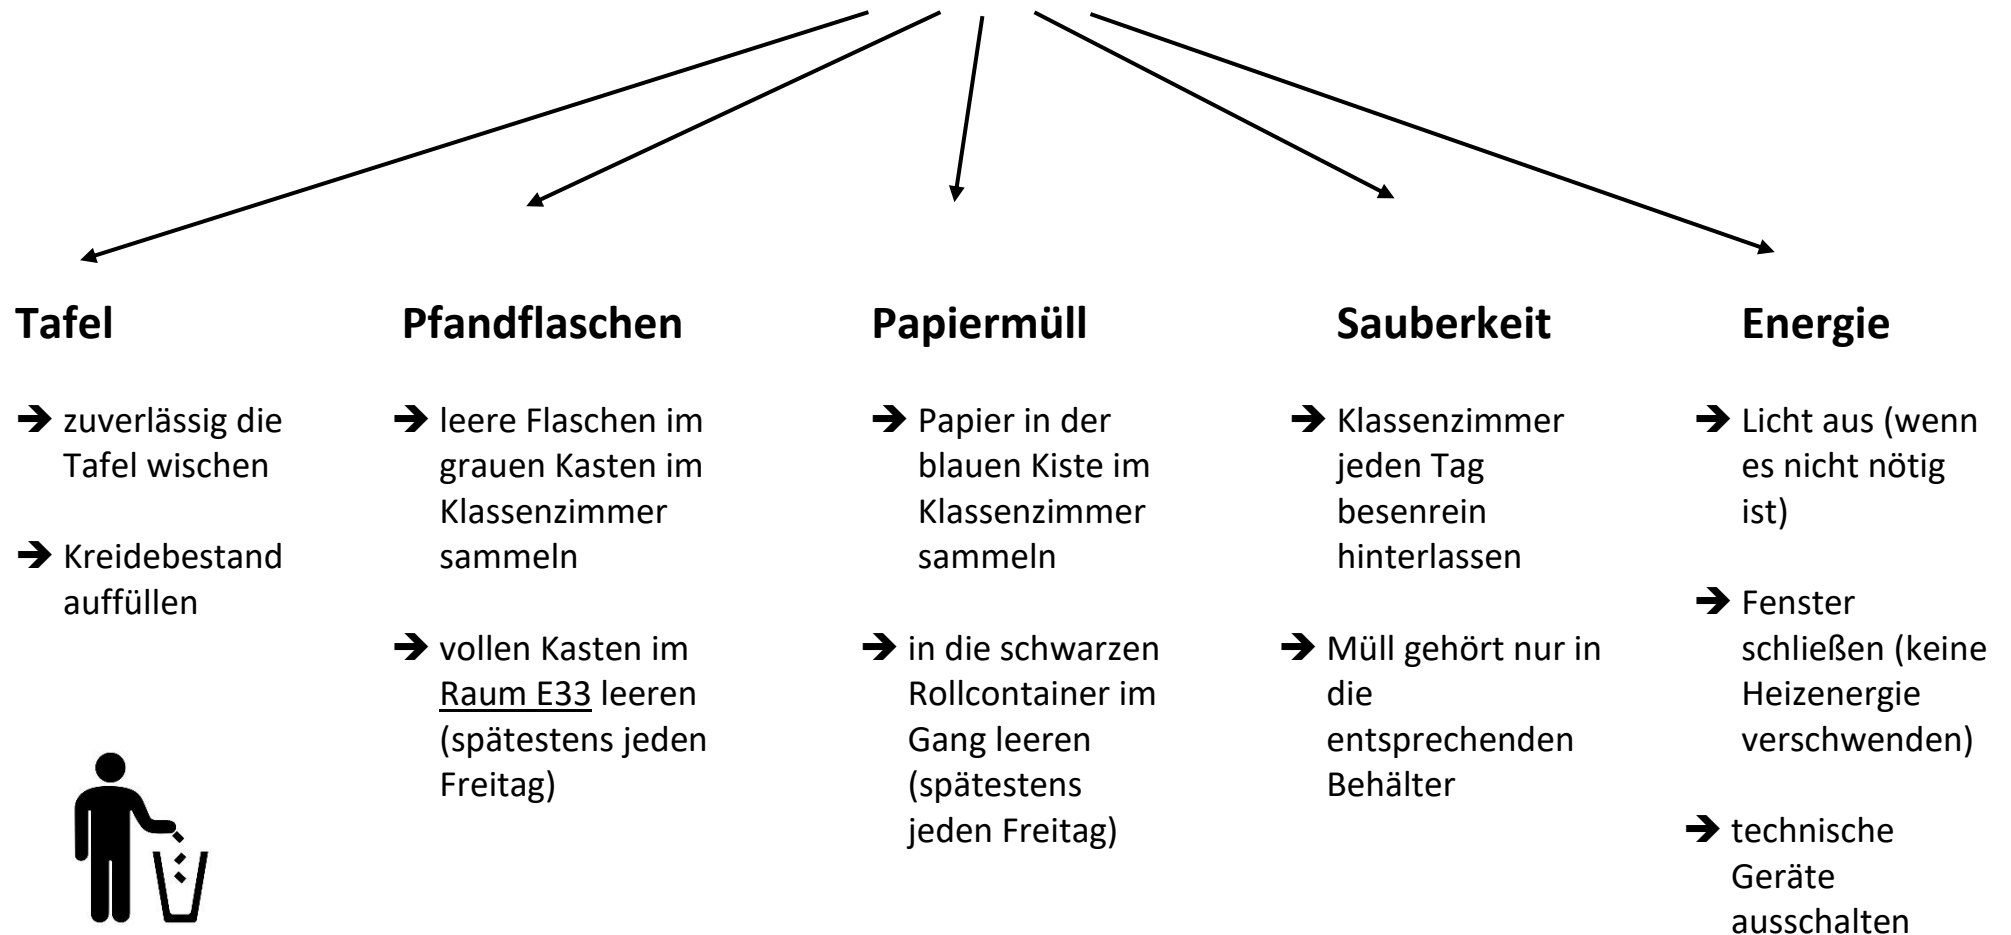 Tafel
➔ zuverlässig die
Tafel wischen
➔ Kreidebestand
auffüllen
Pfandflaschen
➔ leere Flaschen im
grauen Kasten im
Klassenzimmer
sammeln
➔ vollen Kasten im
Raum E33 leeren
(spätestens jeden
Freitag)
Papiermüll
➔ Papier in der
blauen Kiste im
Klassenzimmer
sammeln
➔ in die schwarzen
Rollcontainer im
Gang leeren
(spätestens
jeden Freitag)
Sauberkeit
➔ Klassenzimmer
jeden Tag
besenrein
hinterlassen
➔ Müll gehört nur in
die
entsprechenden
Behälter
Energie
➔ Licht aus (wenn
es nicht nötig
ist)
➔ Fenster
schließen (keine
Heizenergie
verschwenden)
➔ technische
Geräte
ausschalten